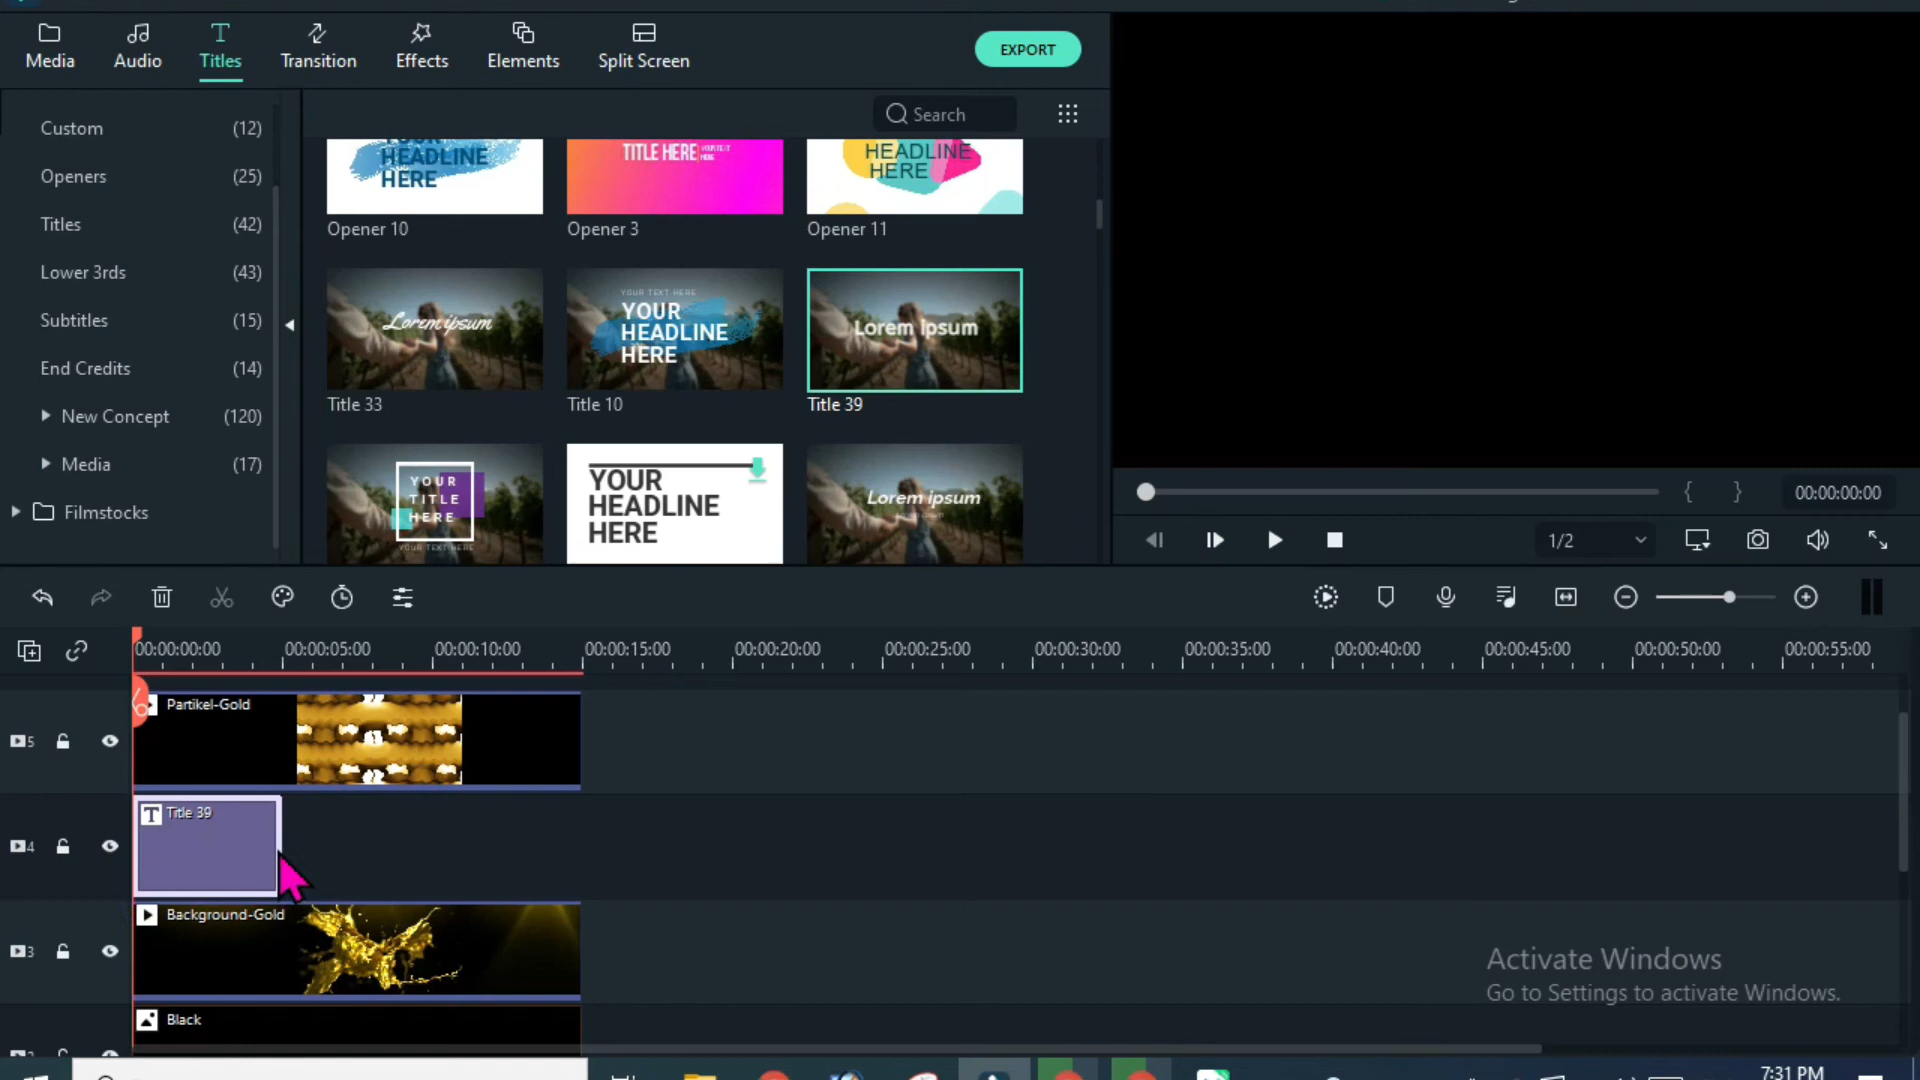 Media
Audio
Titles
Transition
Effects
Elements
Split Screen
EXPORT
Custom (12)
Openers (25)
Titles (42)
Lower 3rds (43)
Subtitles (15)
End Credits (14)
New Concept (120)
Media (17)
Filmstocks
Search
YOUR
HEADLINE
HERE
Opener 10
TITLE HERE
Opener 3
HEADLINE
HERE
Opener 11
Lorem ipsum
Title 33
YOUR TEXT HERE
YOUR
HEADLINE
HERE
Title 10
Lorem Ipsum
Title 39
YOUR
TITLE
HERE
YOUR TEXT HERE
YOUR
HEADLINE
HERE
Lorem ipsum
00:00:00:00
1/2
00:00:00:00 00:00:05:00 00:00:10:00 00:00:15:00 00:00:20:00 00:00:25:00 00:00:30:00 00:00:35:00 00:00:40:00 00:00:45:00 00:00:50:00 00:00:55:00
Partikel-Gold
5
T Title 39
4
Background-Gold
3
Black
Activate Windows
Go to Settings to activate Windows.
7:31 PM